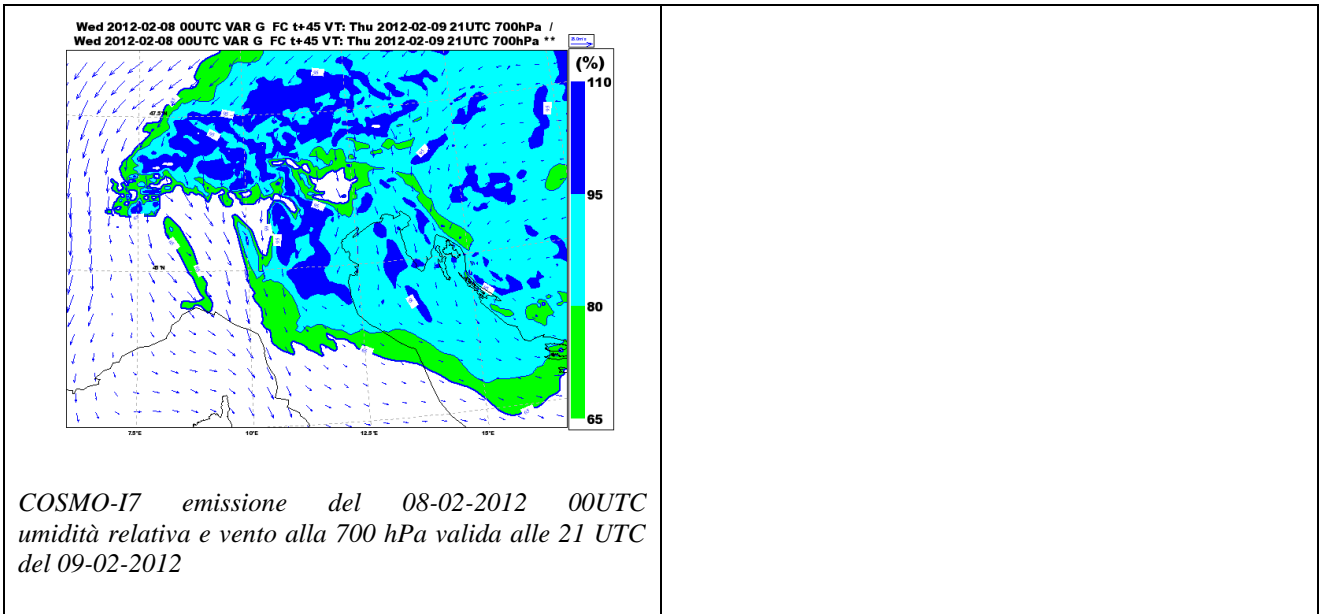 Wed 2012-02-08 00UTC VAR G FC t+45 VT: Thu 2012-02-09 21UTC 700hPa /
Wed 2012-02-08 00UTC VAR G FC t+45 VT: Thu 2012-02-09 21UTC 700hPa **
(%)
110
95
80
65
47.5°N
45°N
7.5°E 10°E 12.5°E 15°E
COSMO-I7 emissione del 08-02-2012 00UTC
umidità relativa e vento alla 700 hPa valida alle 21 UTC
del 09-02-2012